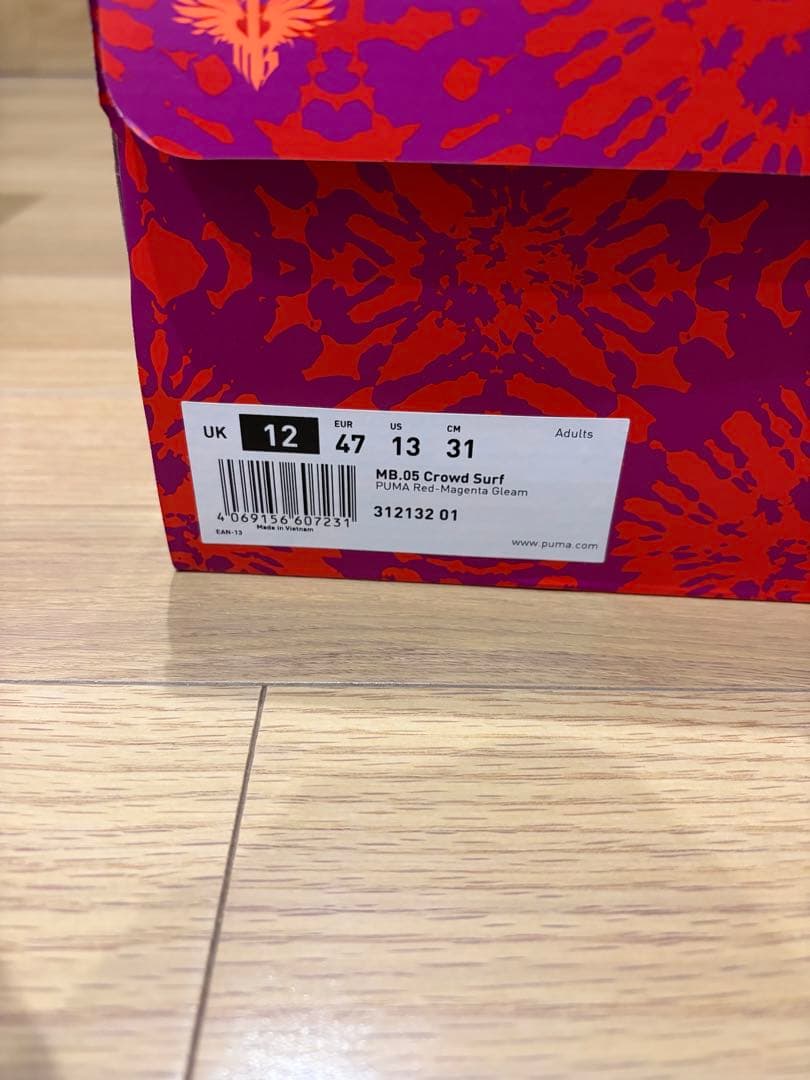 MB
UK 12 EUR 47 US 13 CM 31 Adults
MB.05 Crowd Surf
PUMA Red-Magenta Gleam
312132 01
4 069156 607231
Made in Vietnam
EAN-13
www.puma.com